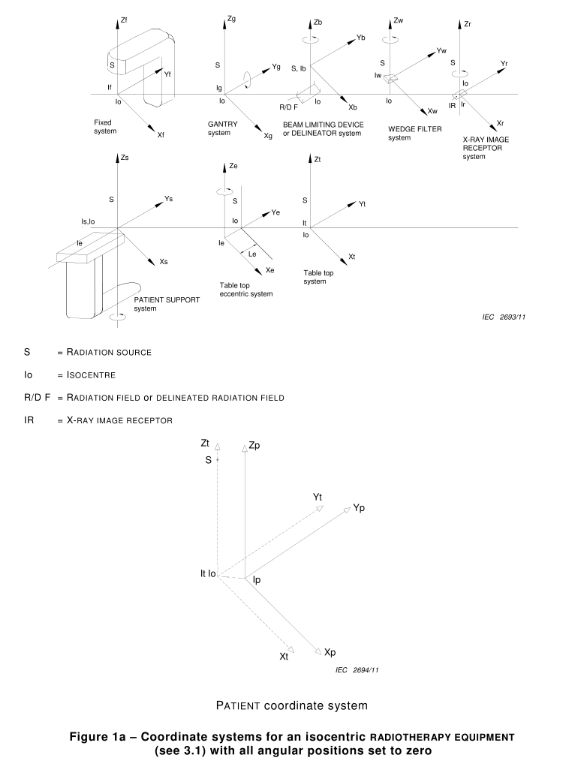 Zf
S
Yf
If
Io
Fixed
system
Xf
Zg
S
Yg
Ig
Io
GANTRY
system
Xg
Zb
Yb
S, Ib
R/D F
Io
Xb
BEAM LIMITING DEVICE
or DELINEATOR system
Zw
Yw
S
Iw
Io
Xw
WEDGE FILTER
system
Zr
Yr
S
Io
IR
Ir
Xr
X-RAY IMAGE
RECEPTOR
system
Zs
S
Ys
Is,Io
Ie
Xs
PATIENT SUPPORT
system
Ze
S
Io
Ye
Ie
Le
Xe
Table top
eccentric system
Zt
S
Yt
It
Io
Xt
Table top
system
IEC 2693/11
S = RADIATION SOURCE
Io = ISOCENTRE
R/D F = RADIATION FIELD or DELINEATED RADIATION FIELD
IR = X-RAY IMAGE RECEPTOR
Zt
Zp
S
Yt
Yp
It Io
Ip
Xt
Xp
IEC 2694/11
PATIENT coordinate system
Figure 1a – Coordinate systems for an isocentric RADIOTHERAPY EQUIPMENT
(see 3.1) with all angular positions set to zero